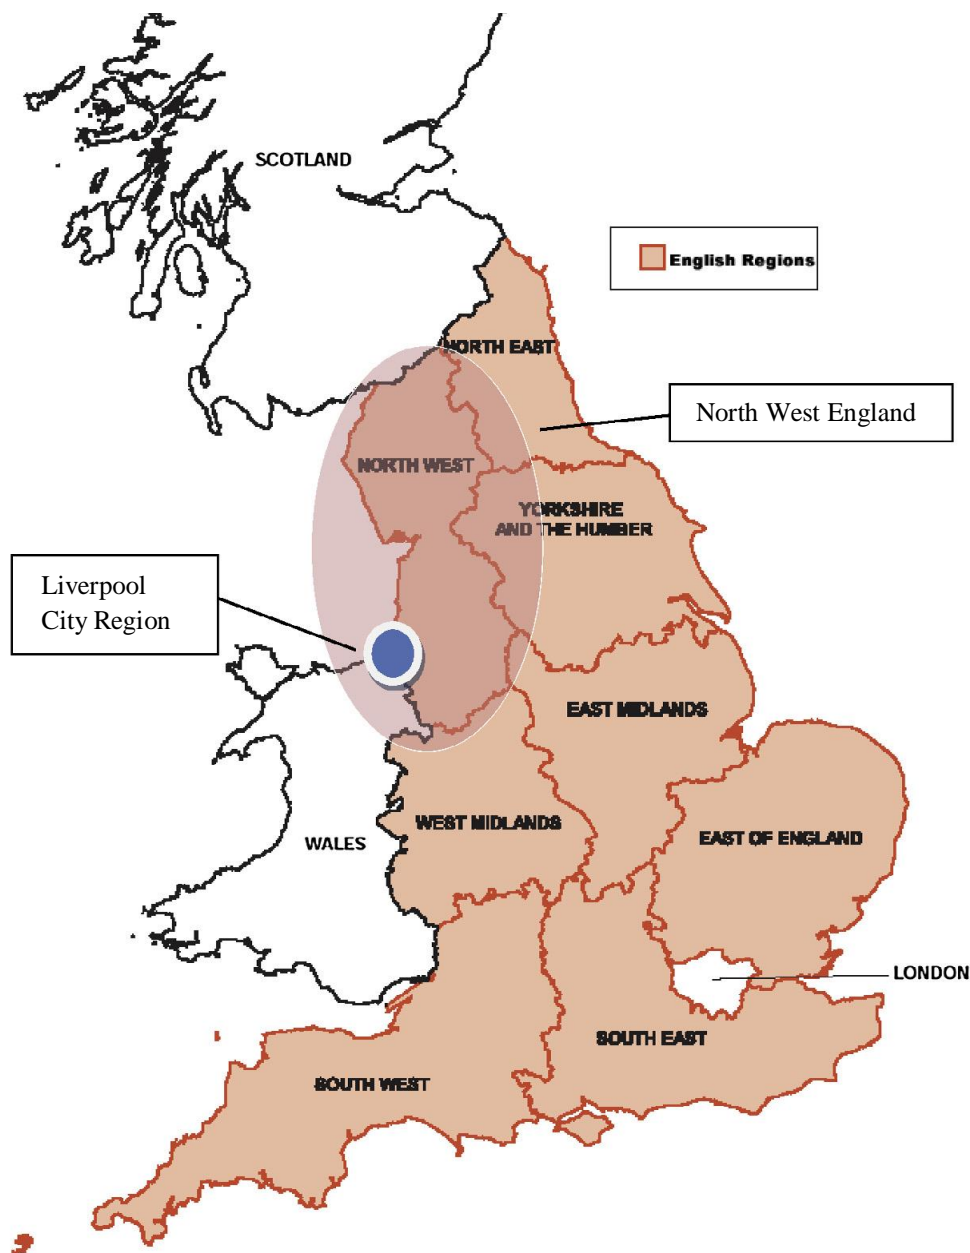 SCOTLAND
English Regions
NORTH EAST
North West England
NORTH WEST
YORKSHIRE
AND THE HUMBER
Liverpool
City Region
EAST MIDLANDS
WEST MIDLANDS
EAST OF ENGLAND
WALES
LONDON
SOUTH EAST
SOUTH WEST